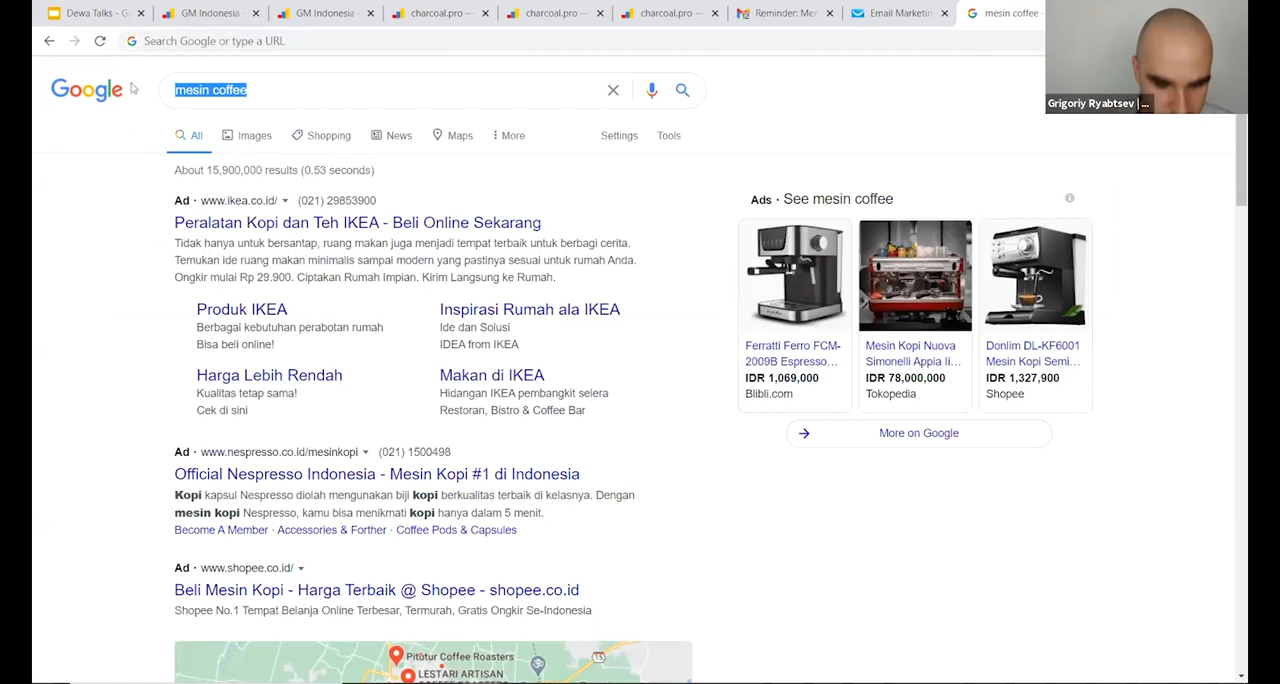 Dewa Talks - G
GM Indonesia
GM Indonesia
charcoal.pro —
charcoal.pro —
charcoal.pro —
Reminder: Mer
Email Marketin
mesin coffee -
Search Google or type a URL
Grigoriy Ryabtsev | ...
Google
mesin coffee
All
Images
Shopping
News
Maps
More
Settings
Tools
About 15,900,000 results (0.53 seconds)
Ad · www.ikea.co.id/ (021) 29853900
Peralatan Kopi dan Teh IKEA - Beli Online Sekarang
Tidak hanya untuk bersantap, ruang makan juga menjadi tempat terbaik untuk berbagi cerita.
Temukan ide ruang makan minimalis sampai modern yang pastinya sesuai untuk rumah Anda.
Ongkir mulai Rp 29.900. Ciptakan Rumah Impian. Kirim Langsung ke Rumah.
Produk IKEA
Berbagai kebutuhan perabotan rumah
Bisa beli online!
Inspirasi Rumah ala IKEA
Ide dan Solusi
IDEA from IKEA
Harga Lebih Rendah
Kualitas tetap sama!
Cek di sini
Makan di IKEA
Hidangan IKEA pembangkit selera
Restoran, Bistro & Coffee Bar
Ad · www.nespresso.co.id/mesinkopi (021) 1500498
Official Nespresso Indonesia - Mesin Kopi #1 di Indonesia
Kopi kapsul Nespresso diolah mengunakan biji kopi berkualitas terbaik di kelasnya. Dengan
mesin kopi Nespresso, kamu bisa menikmati kopi hanya dalam 5 menit.
Become A Member · Accessories & Forther · Coffee Pods & Capsules
Ad · www.shopee.co.id/
Beli Mesin Kopi - Harga Terbaik @ Shopee - shopee.co.id
Shopee No.1 Tempat Belanja Online Terbesar, Termurah, Gratis Ongkir Se-Indonesia
Pitutur Coffee Roasters
LESTARI ARTISAN
15
Ads · See mesin coffee
Ferratti Ferro FCM-
2009B Espresso...
IDR 1,069,000
Blibli.com
Mesin Kopi Nuova
Simonelli Appia li...
IDR 78,000,000
Tokopedia
Donlim DL-KF6001
Mesin Kopi Semi...
IDR 1,327,900
Shopee
More on Google